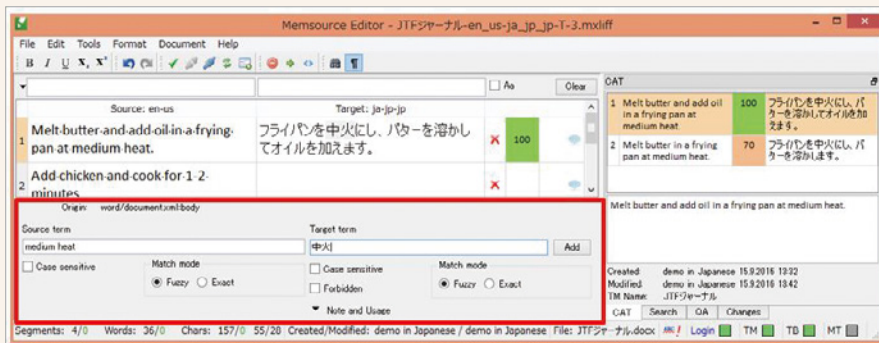 Memsource Editor - JTFジャーナル-en_us-ja_jp_jp-T-3.mxliff
File Edit Tools Format Document Help
B I U X, X²
Aa Clear
Source: en-us Target: ja-jp-jp
1 Melt·butter·and·add·oil·in·a·frying·
pan·at·medium·heat.
フライパンを中火にし、バターを溶かし
てオイルを加えます。
100
2 Add·chicken·and·cook·for·1-2·
minutes
Origin: word/document.xml:body
Source term Target term
medium heat 中火 Add
Case sensitive Match mode Case sensitive Match mode
Fuzzy Exact Forbidden Fuzzy Exact
Note and Usage
CAT
1 Melt butter and add oil
in a frying pan at
medium heat.
100
フライパンを中火にし、バ
ターを溶かしてオイルを加
えます。
2 Melt butter in a frying
pan at medium heat.
70
フライパンを中火にし、バ
ターを溶かします。
Melt butter and add oil in a frying pan at medium heat.
Created demo in Japanese 15.9.2016 13:32
Modified demo in Japanese 15.9.2016 13:42
TM Name: JTFジャーナル
CAT Search QA Changes
Segments: 4/0 Words: 36/0 Chars: 157/0 55/20 Created/Modified: demo in Japanese / demo in Japanese File: JTFジャーナル.docx ABC Login TM TB MT